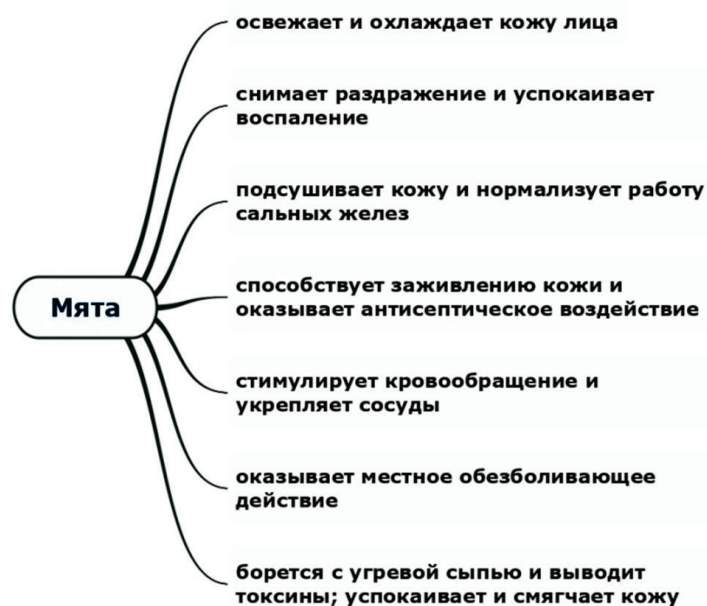 освежает и охлаждает кожу лица
снимает раздражение и успокаивает
воспаление
подсушивает кожу и нормализует работу
сальных желез
Мята
способствует заживлению кожи и
оказывает антисептическое воздействие
стимулирует кровообращение и
укрепляет сосуды
оказывает местное обезболивающее
действие
борется с угревой сыпью и выводит
токсины; успокаивает и смягчает кожу